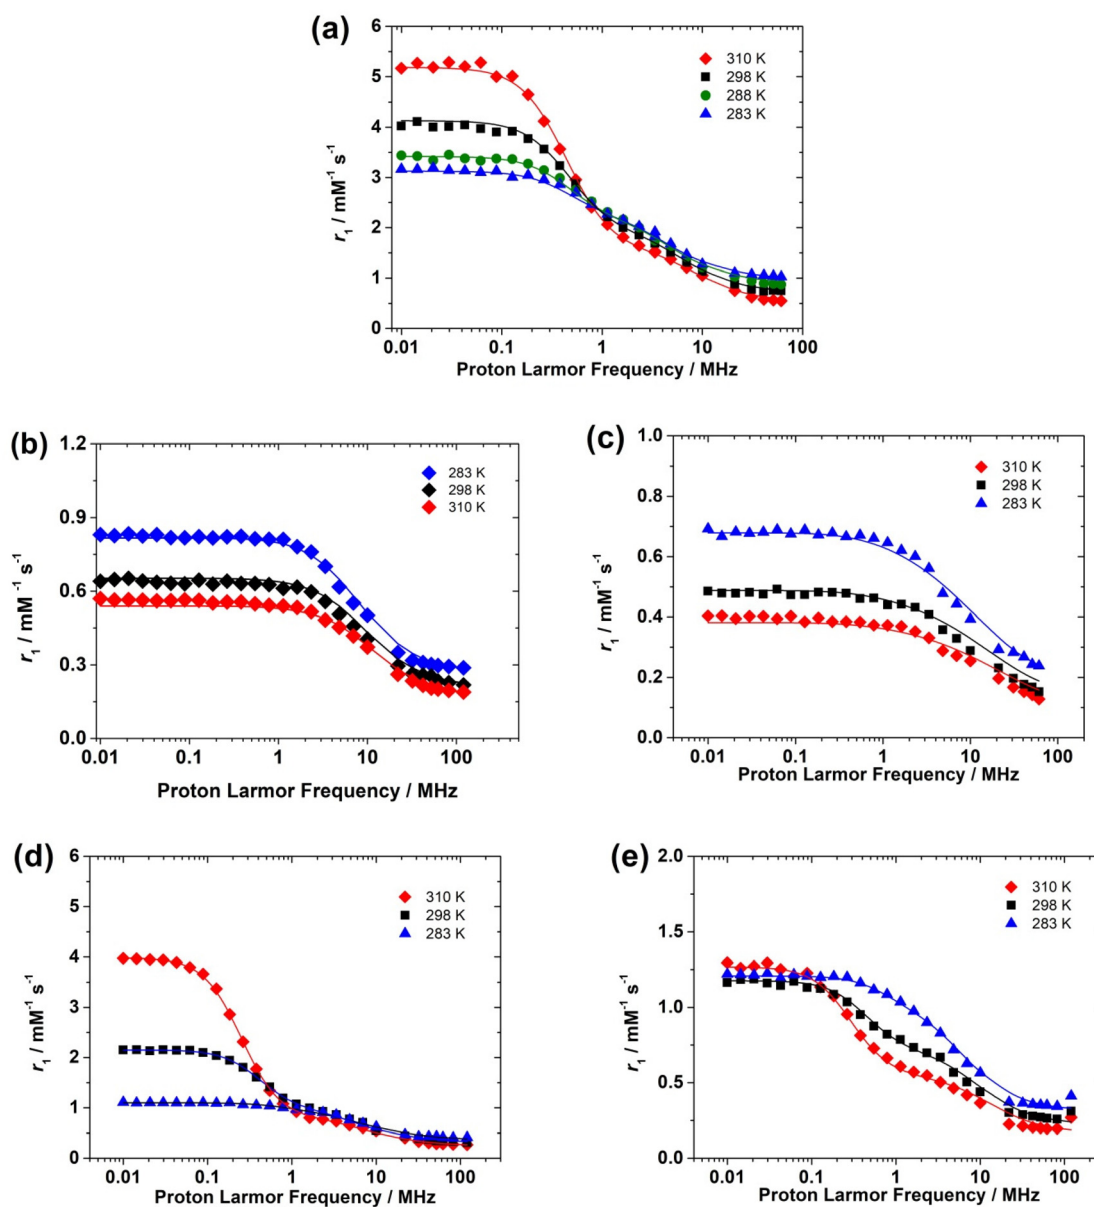 (a)
6
5
4
3
2
1
0
r₁ / mM⁻¹ s⁻¹
310 K
298 K
288 K
283 K
0.01 0.1 1 10 100
Proton Larmor Frequency / MHz
(b)
1.2
0.9
0.6
0.3
0.0
r₁ / mM⁻¹ s⁻¹
283 K
298 K
310 K
0.01 0.1 1 10 100
Proton Larmor Frequency / MHz
(c)
1.0
0.8
0.6
0.4
0.2
0.0
r₁ / mM⁻¹ s⁻¹
310 K
298 K
283 K
0.01 0.1 1 10 100
Proton Larmor Frequency / MHz
(d)
6
5
4
3
2
1
0
r₁ / mM⁻¹ s⁻¹
310 K
298 K
283 K
0.01 0.1 1 10 100
Proton Larmor Frequency / MHz
(e)
2.0
1.5
1.0
0.5
0.0
r₁ / mM⁻¹ s⁻¹
310 K
298 K
283 K
0.01 0.1 1 10 100
Proton Larmor Frequency / MHz